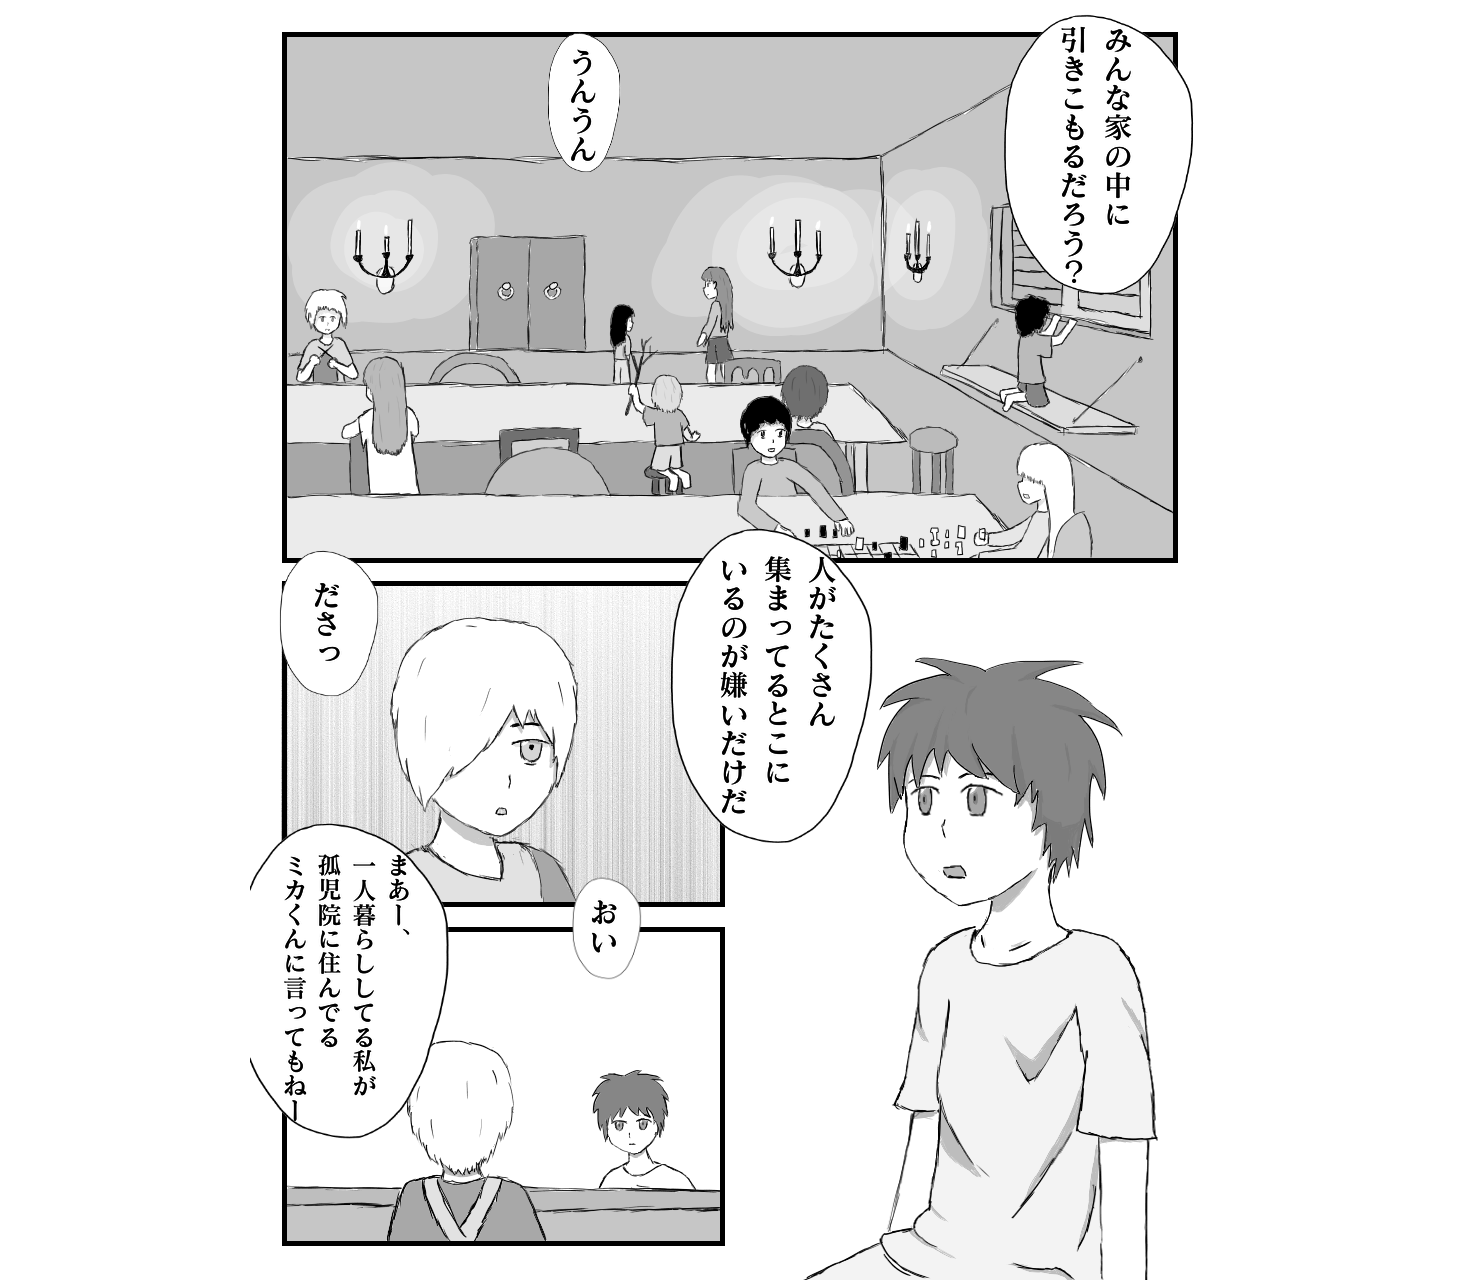 みんな家の中に
引きこもるだろう？
うんうん
人がたくさん
集まってるとこに
いるのが嫌いだけだ
ださっ
おい
まあー、
一人暮らししてる私が
孤児院に住んでる
ミカくんに言ってもねー